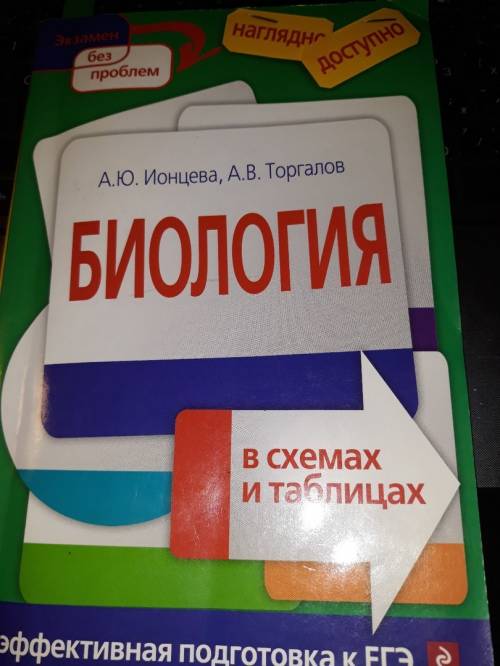 Экзамен
без
проблем
наглядно
доступно
А.Ю. Ионцева, А.В. Торгалов
БИОЛОГИЯ
в схемах
и таблицах
эффективная подготовка к ЕГЭ